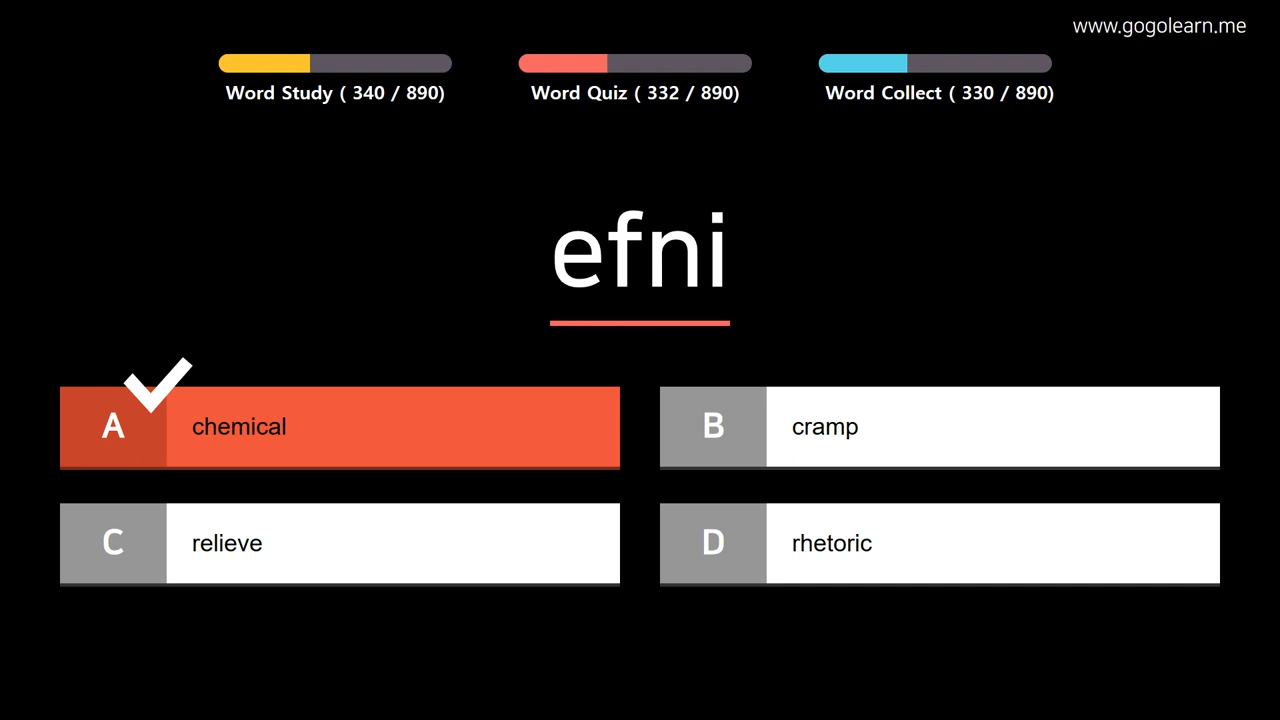 www.gogolearn.me
Word Study ( 340 / 890)
Word Quiz ( 332 / 890)
Word Collect ( 330 / 890)
efni
A chemical
B cramp
C relieve
D rhetoric